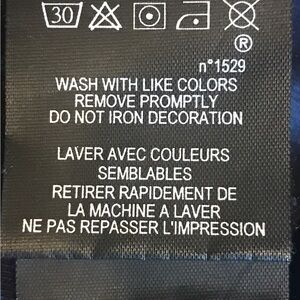 30
®
n°1529
WASH WITH LIKE COLORS
REMOVE PROMPTLY
DO NOT IRON DECORATION
LAVER AVEC COULEURS
SEMBLABLES
RETIRER RAPIDEMENT DE
LA MACHINE A LAVER
NE PAS REPASSER L'IMPRESSION